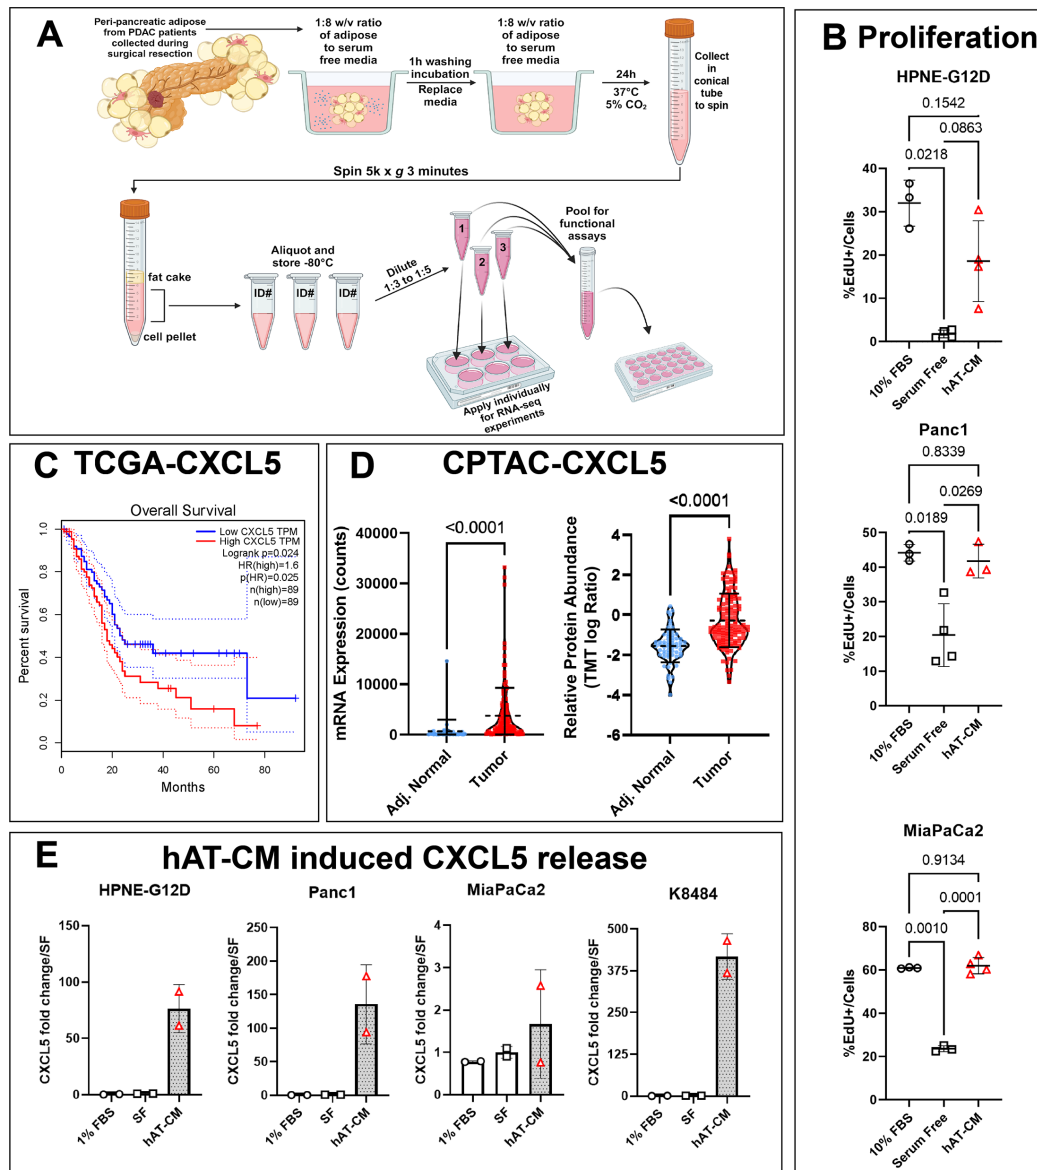 A
Peri-pancreatic adipose
from PDAC patients
collected during
surgical resection
1:8 w/v ratio
of adipose
to serum
free media
1h washing
incubation
Replace
media
1:8 w/v ratio
of adipose
to serum
free media
24h
37°C
5% CO₂
Collect
in
conical
tube
to spin
Spin 5k x g 3 minutes
fat cake
cell pellet
Aliquot and
store -80°C
ID#
ID#
ID#
Dilute
1:3 to 1:5
1
2
3
Pool for
functional
assays
Apply individually
for RNA-seq
experiments
B Proliferation
HPNE-G12D
0.1542
0.0863
0.0218
%EdU+/Cells
40
30
20
10
0
10% FBS
Serum Free
hAT-CM
Panc1
0.8339
0.0269
0.0189
%EdU+/Cells
50
40
30
20
10
0
10% FBS
Serum Free
hAT-CM
MiaPaCa2
0.9134
0.0001
0.0010
%EdU+/Cells
80
60
40
20
0
10% FBS
Serum Free
hAT-CM
C TCGA-CXCL5
Overall Survival
Low CXCL5 TPM
High CXCL5 TPM
Logrank p=0.024
HR(high)=1.6
p(HR)=0.025
n(high)=89
n(low)=89
Percent survival
1.0
0.8
0.6
0.4
0.2
0.0
0 20 40 60 80
Months
D CPTAC-CXCL5
<0.0001
mRNA Expression (counts)
40000
30000
20000
10000
0
Adj. Normal
Tumor
<0.0001
Relative Protein Abundance
(TMT log Ratio)
4
2
0
-2
-4
-6
Adj. Normal
Tumor
E hAT-CM induced CXCL5 release
HPNE-G12D
CXCL5 fold change/SF
150
100
50
0
1% FBS
SF
hAT-CM
Panc1
CXCL5 fold change/SF
250
200
150
100
50
0
1% FBS
SF
hAT-CM
MiaPaCa2
CXCL5 fold change/SF
4
3
2
1
0
1% FBS
SF
hAT-CM
K8484
CXCL5 fold change/SF
450
300
150
0
1% FBS
SF
hAT-CM